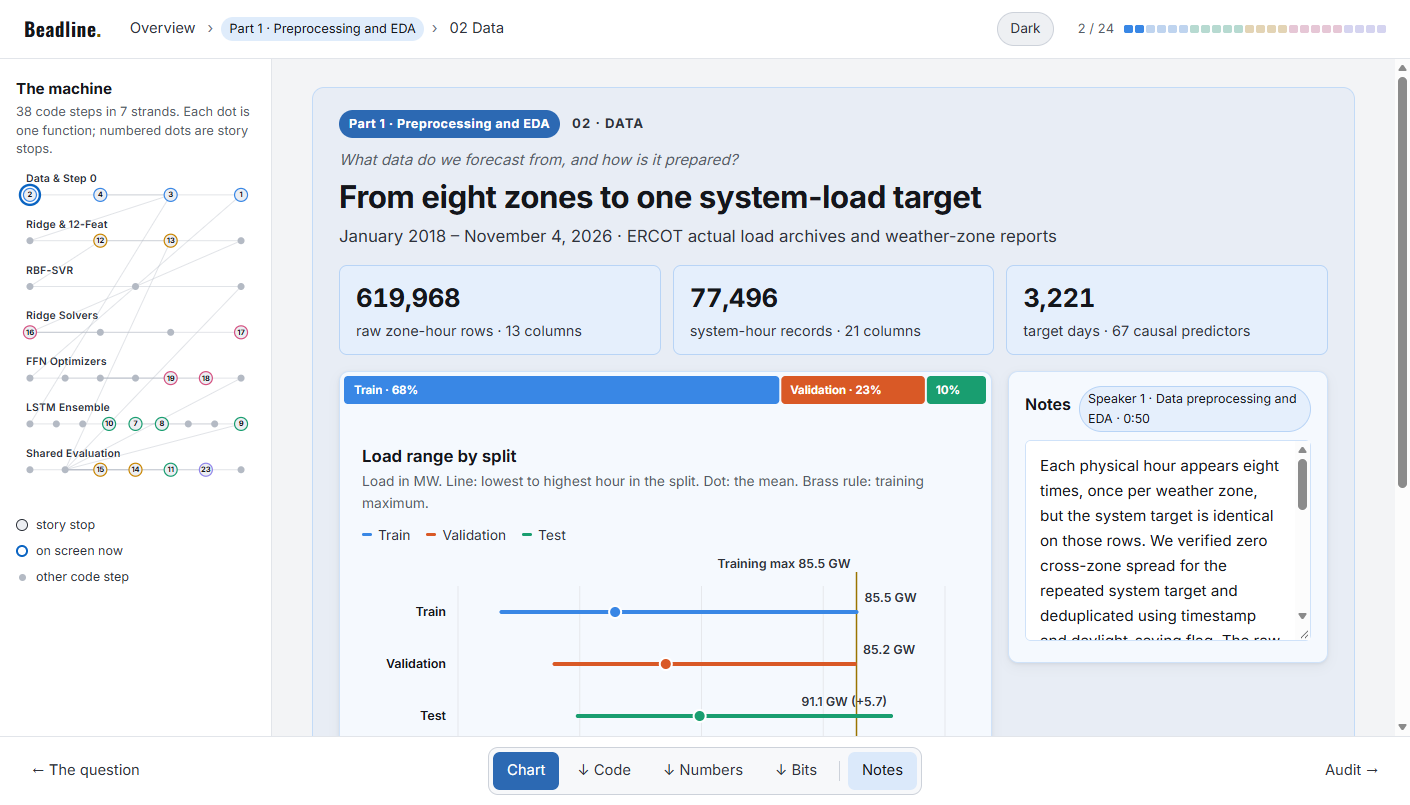 Beadline.
Overview › Part 1 · Preprocessing and EDA › 02 Data
Dark
2 / 24
The machine
38 code steps in 7 strands. Each dot is
one function; numbered dots are story
stops.
Data & Step 0
2 4 3 1
Ridge & 12-Feat
12 13
RBF-SVR
Ridge Solvers
16 17
FFN Optimizers
19 18
LSTM Ensemble
10 7 8 9
Shared Evaluation
15 14 11 23
story stop
on screen now
other code step
Part 1 · Preprocessing and EDA 02 · DATA
What data do we forecast from, and how is it prepared?
From eight zones to one system-load target
January 2018 – November 4, 2026 · ERCOT actual load archives and weather-zone reports
619,968
raw zone-hour rows · 13 columns
77,496
system-hour records · 21 columns
3,221
target days · 67 causal predictors
Train · 68% Validation · 23% 10%
Load range by split
Load in MW. Line: lowest to highest hour in the split. Dot: the mean. Brass rule: training
maximum.
Train Validation Test
Training max 85.5 GW
Train 85.5 GW
Validation 85.2 GW
Test 91.1 GW (+5.7)
Notes
Speaker 1 · Data preprocessing and
EDA · 0:50
Each physical hour appears eight
times, once per weather zone,
but the system target is identical
on those rows. We verified zero
cross-zone spread for the
repeated system target and
deduplicated using timestamp
and daylight-saving flag. The raw
← The question
Chart ↓ Code ↓ Numbers ↓ Bits Notes
Audit →